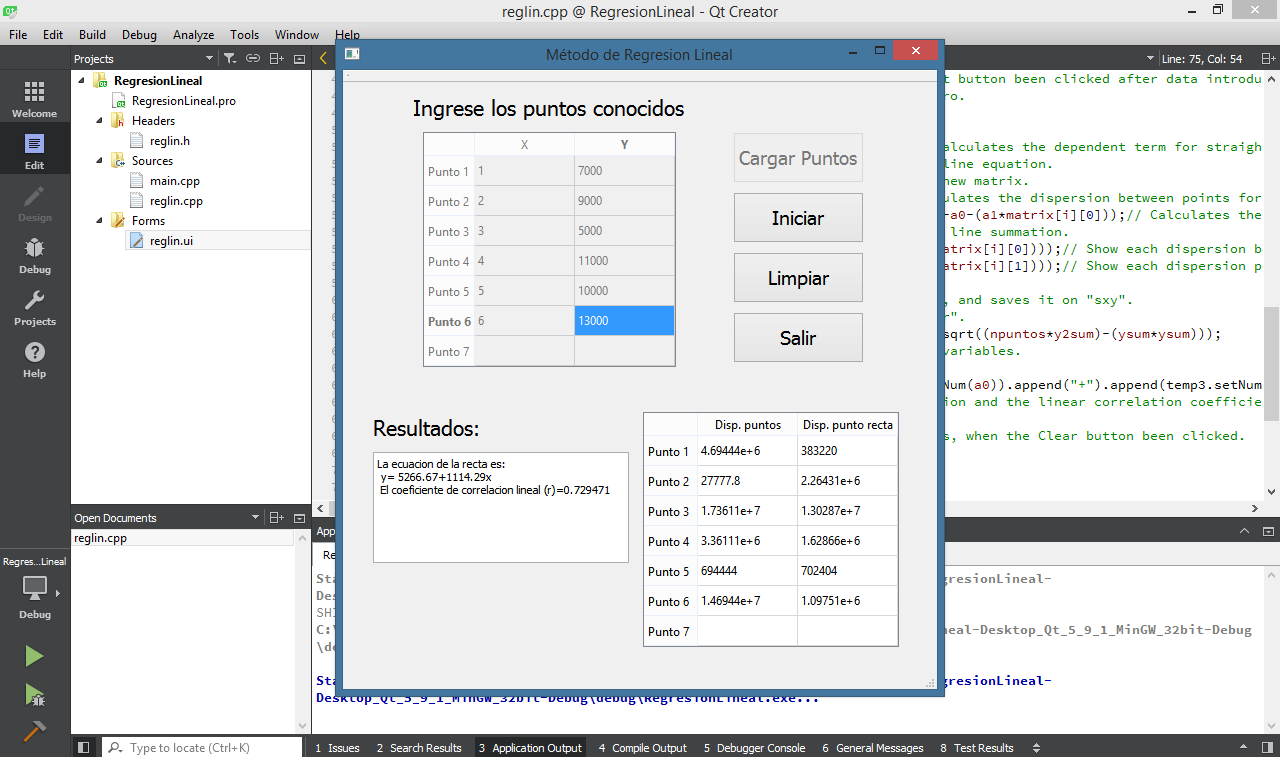 reglin.cpp @ RegresionLineal - Qt Creator
File Edit Build Debug Analyze Tools Window Help
Projects
Line: 75, Col: 54
Welcome
Edit
Design
Debug
Projects
Help
RegresionLineal
RegresionLineal.pro
Headers
reglin.h
Sources
main.cpp
reglin.cpp
Forms
reglin.ui
Open Documents
reglin.cpp
Regres...Lineal
Debug
Método de Regresion Lineal
Ingrese los puntos conocidos
X Y
Punto 1 1 7000
Punto 2 2 9000
Punto 3 3 5000
Punto 4 4 11000
Punto 5 5 10000
Punto 6 6 13000
Punto 7
Cargar Puntos
Iniciar
Limpiar
Salir
Resultados:
La ecuacion de la recta es:
y= 5266.67+1114.29x
El coeficiente de correlacion lineal (r)=0.729471
Disp. puntos Disp. punto recta
Punto 1 4.69444e+6 383220
Punto 2 27777.8 2.26431e+6
Punto 3 1.73611e+7 1.30287e+7
Punto 4 3.36111e+6 1.62866e+6
Punto 5 694444 702404
Punto 6 1.46944e+7 1.09751e+6
Punto 7
t button been clicked after data introdu
ro.
alculates the dependent term for straigh
line equation.
new matrix.
ulates the dispersion between points for
-a0-(a1*matrix[i][0]));// Calculates the
line summation.
matrix[i][0])));// Show each dispersion b
matrix[i][1])));// Show each dispersion p
, and saves it on "sxy".
r".
sqrt((npuntos*y2sum)-(ysum*ysum)));
variables.
Num(a0)).append("+").append(temp3.setNum
ion and the linear correlation coefficie
s, when the Clear button been clicked.
App
Re
Sta
gresionLineal-
Des
SHI
C:\
neal-Desktop_Qt_5_9_1_MinGW_32bit-Debug
\de
Sta
gresionLineal-
Desktop_Qt_5_9_1_MinGW_32bit-Debug\debug\RegresionLineal.exe...
Type to locate (Ctrl+K)
1 Issues 2 Search Results 3 Application Output 4 Compile Output 5 Debugger Console 6 General Messages 8 Test Results